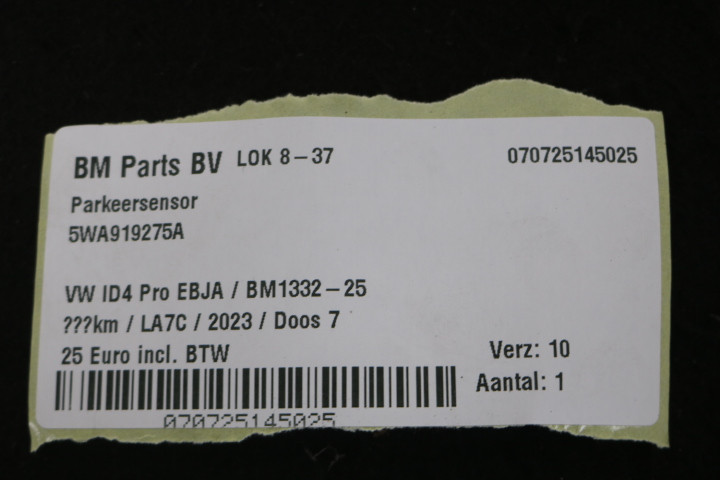 BM Parts BV LOK 8-37 070725145025
Parkeersensor
5WA919275A
VW ID4 Pro EBJA / BM1332-25
???km / LA7C / 2023 / Doos 7
25 Euro incl. BTW Verz: 10
Aantal: 1
070725145025